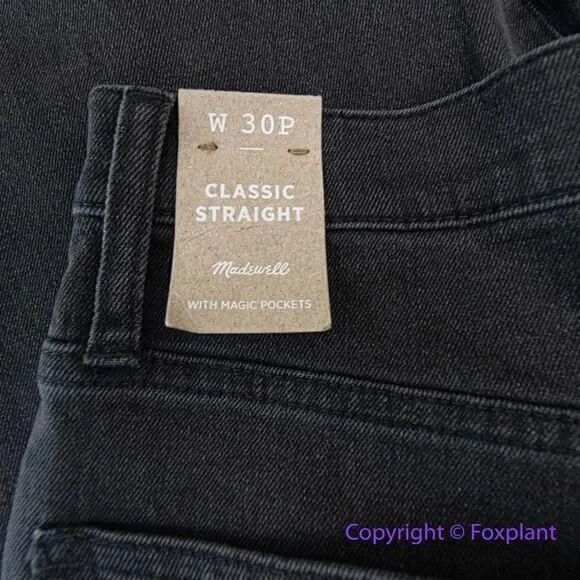 W 30P
CLASSIC
STRAIGHT
Madewell
WITH MAGIC POCKETS
Copyright © Foxplant